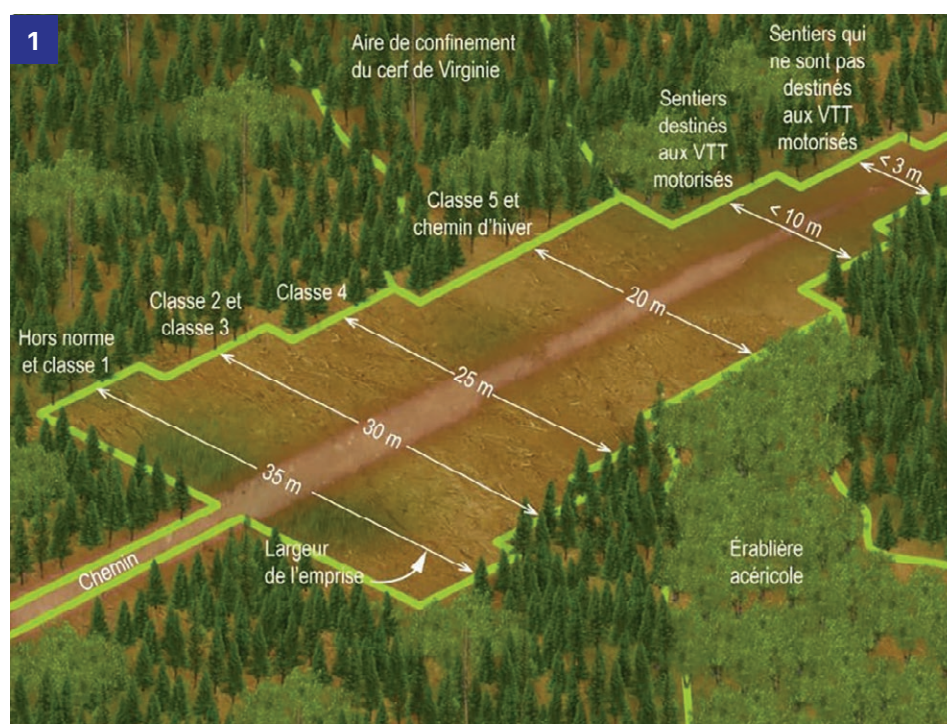 1
Aire de confinement
du cerf de Virginie
Sentiers qui
ne sont pas
destinés
aux VTT
motorisés
Sentiers
destinés
aux VTT
motorisés
< 3 m
< 10 m
Classe 5 et
chemin d'hiver
20 m
Classe 4
25 m
Classe 2 et
classe 3
30 m
Hors norme
et classe 1
35 m
Largeur
de l'emprise
Chemin
Érablière
acéricole